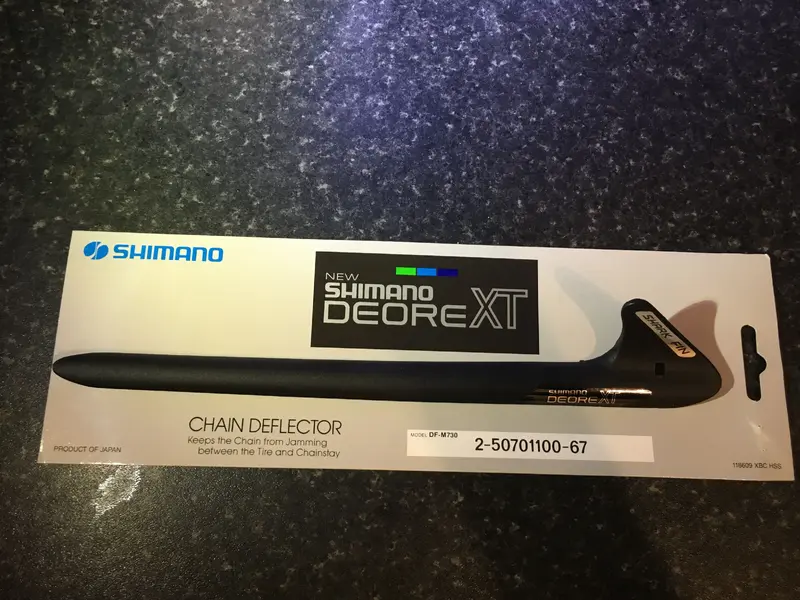 SHIMANO
NEW
SHIMANO
DEORE XT
SHARK FIN
SHIMANO
DEORE XT
CHAIN DEFLECTOR
Keeps the Chain from Jamming
between the Tire and Chainstay
PRODUCT OF JAPAN
MODEL DF-M730
2-50701100-67
116609 XBC HSS